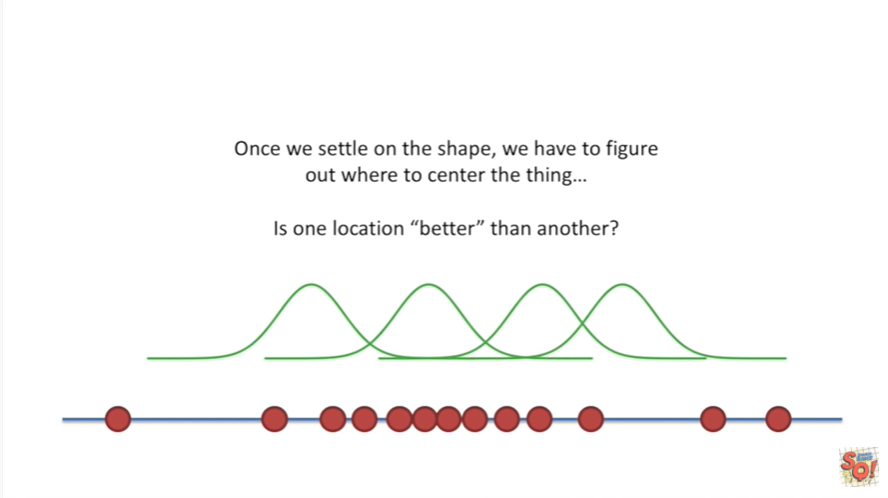 Once we settle on the shape, we have to figure
out where to center the thing...
Is one location “better” than another?
SO!